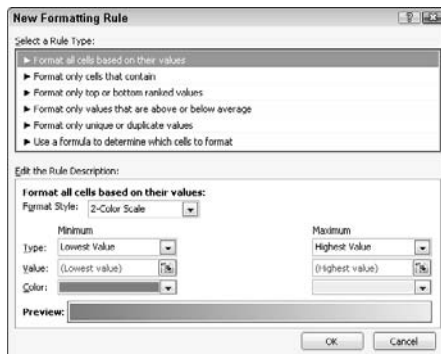 New Formatting Rule
Select a Rule Type:
► Format all cells based on their values
► Format only cells that contain
► Format only top or bottom ranked values
► Format only values that are above or below average
► Format only unique or duplicate values
► Use a formula to determine which cells to format
Edit the Rule Description:
Format all cells based on their values:
Format Style: 2-Color Scale
Minimum Maximum
Type: Lowest Value Highest Value
Value: (Lowest value) (Highest value)
Color:
Preview:
OK Cancel